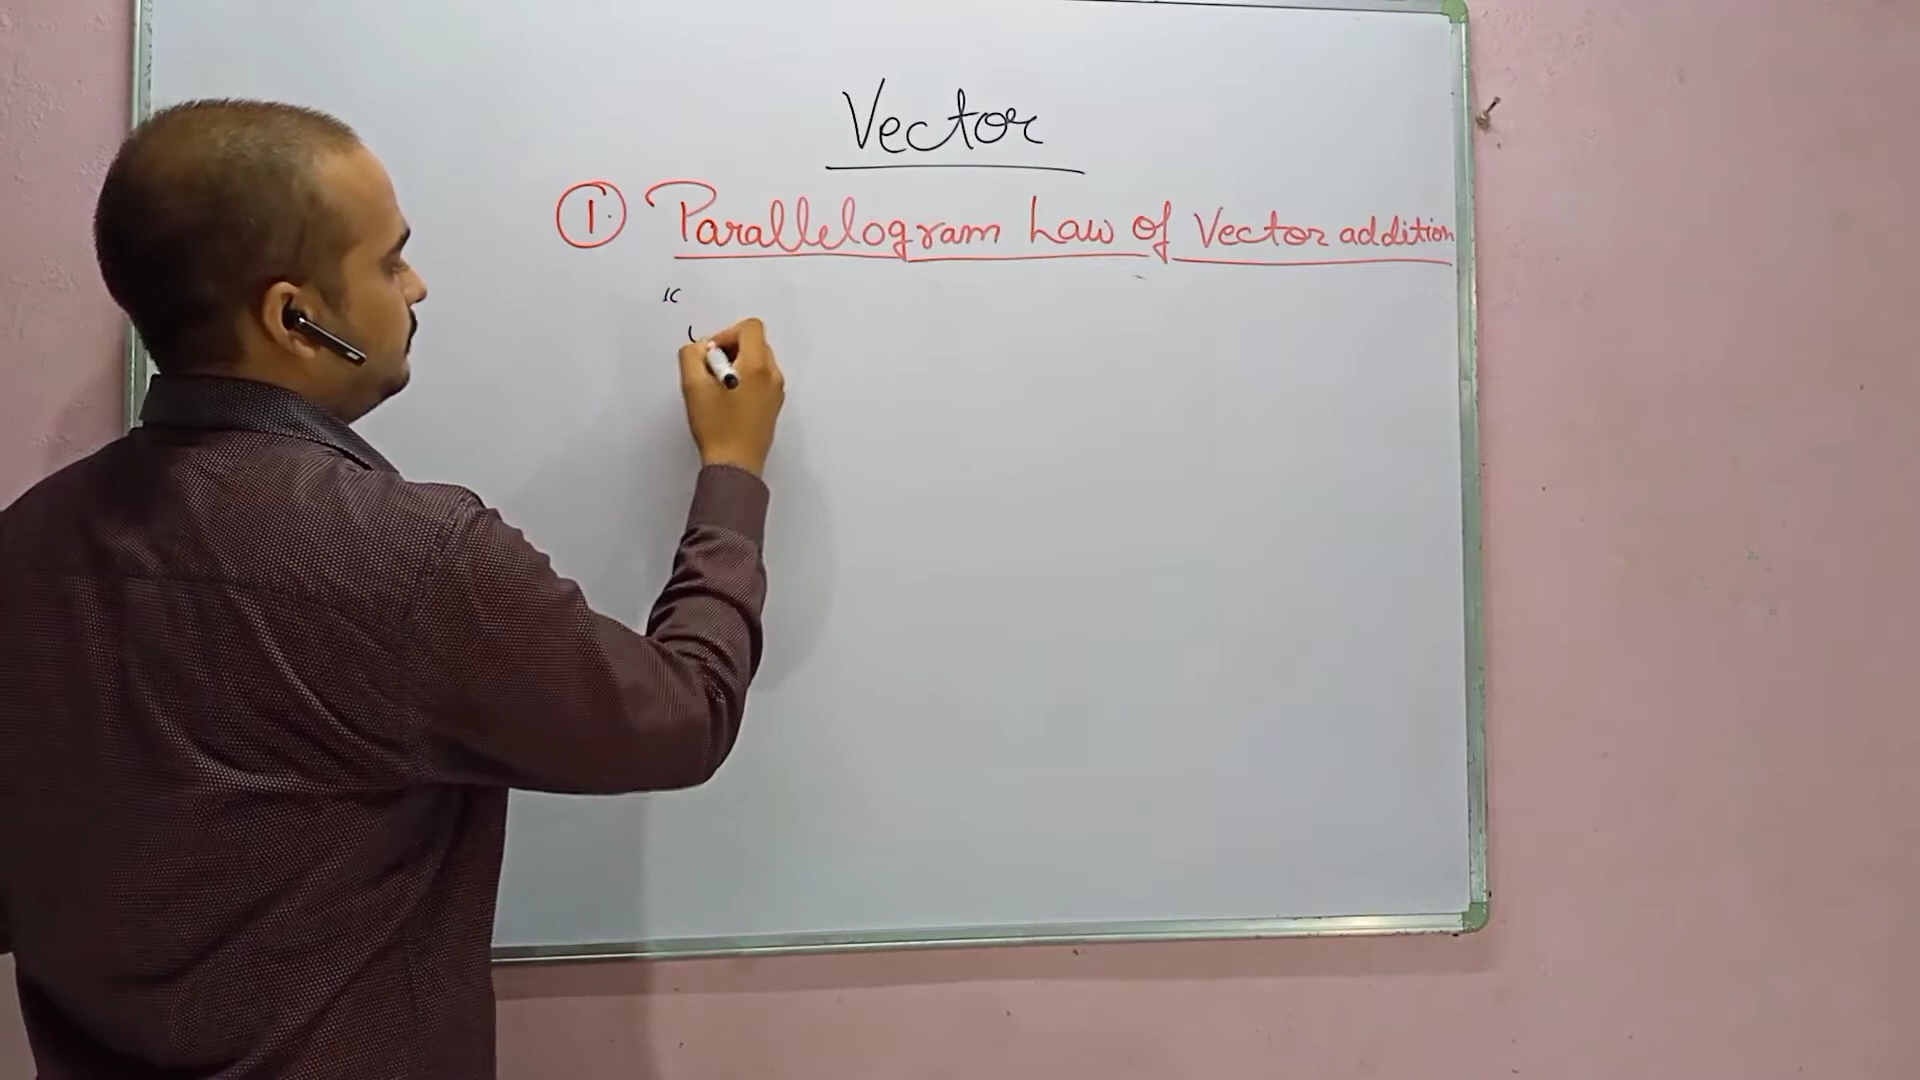 Vector
① Parallelogram Law of Vector addition
“